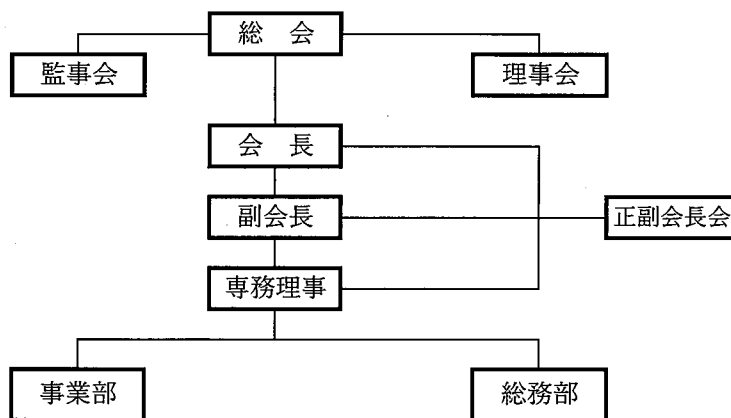 総 会
監事会
理事会
会 長
副会長
正副会長会
専務理事
事業部
総務部